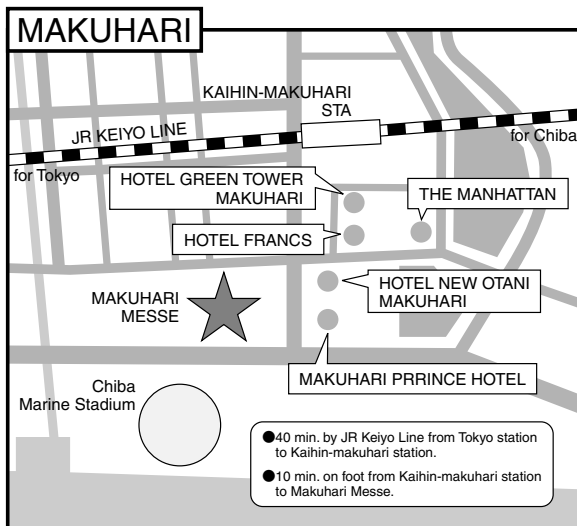 MAKUHARI
KAIHIN-MAKUHARI
STA
JR KEIYO LINE
for Chiba
for Tokyo
HOTEL GREEN TOWER
MAKUHARI
THE MANHATTAN
HOTEL FRANCS
HOTEL NEW OTANI
MAKUHARI
MAKUHARI
MESSE
MAKUHARI PRRINCE HOTEL
Chiba
Marine Stadium
●40 min. by JR Keiyo Line from Tokyo station
to Kaihin-makuhari station.
●10 min. on foot from Kaihin-makuhari station
to Makuhari Messe.